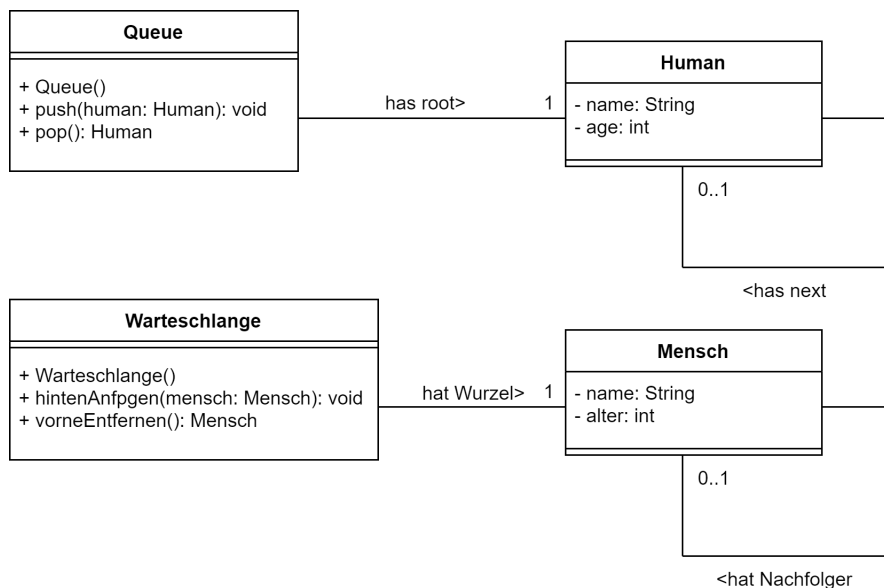 Queue
+ Queue()
+ push(human: Human): void
+ pop(): Human
has root>
1
Human
- name: String
- age: int
0..1
<has next
Warteschlange
+ Warteschlange()
+ hintenAnfpgen(mensch: Mensch): void
+ vorneEntfernen(): Mensch
hat Wurzel>
1
Mensch
- name: String
- alter: int
0..1
<hat Nachfolger